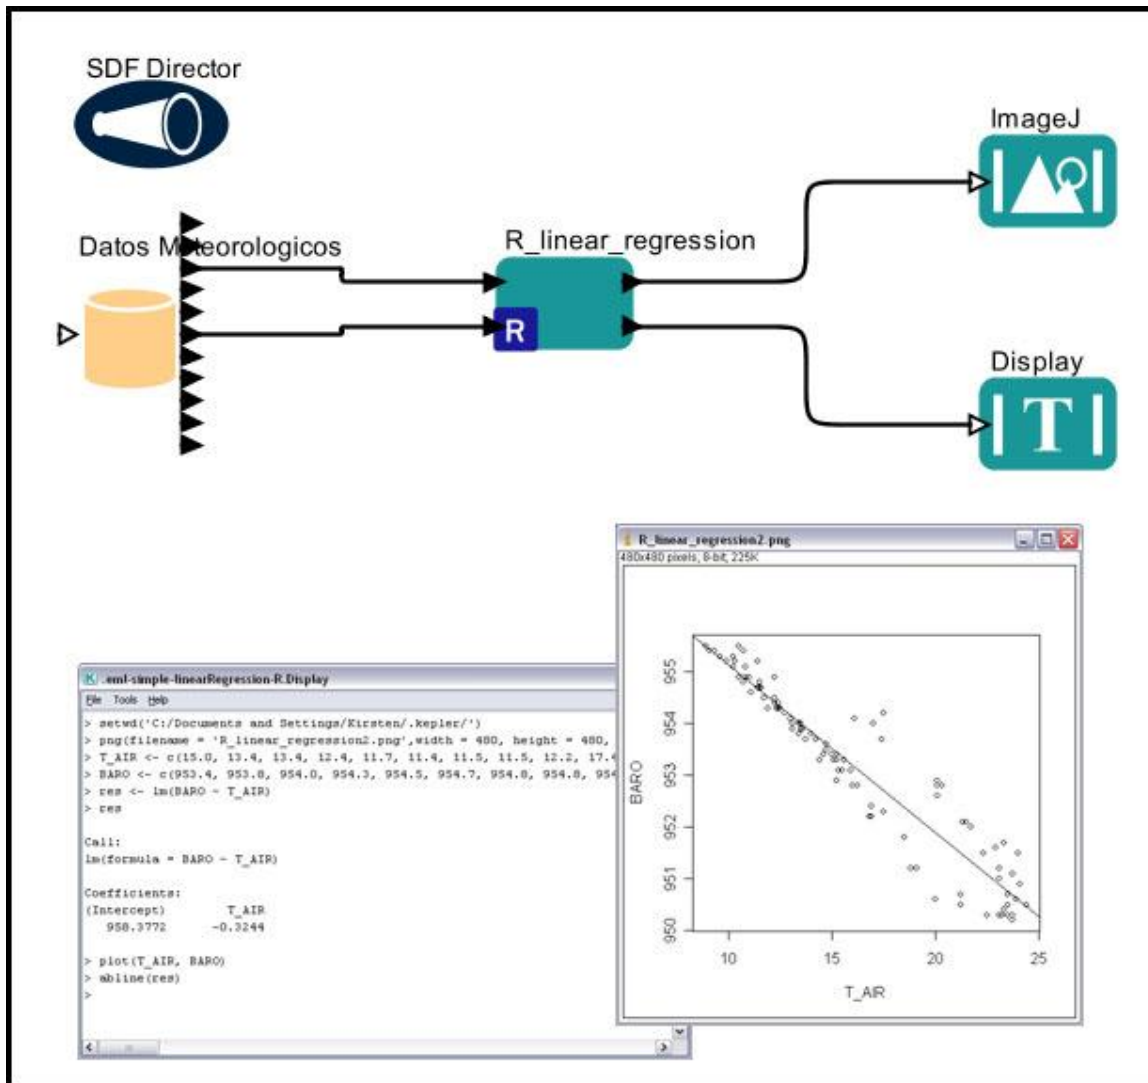 SDF Director
ImageJ
Datos Meteorologicos
R_linear_regression
R
Display
T
R_linear_regression2.png
480x480 pixels, 8-bit, 225K
955
954
953
952
951
950
BARO
10 15 20 25
T_AIR
.eml-simple-linearRegression-R.Display
File Tools Help
> setwd('C:/Documents and Settings/Kirsten/.kepler/')
> png(filename = 'R_linear_regression2.png',width = 480, height = 480,
> T_AIR <- c(15.0, 13.4, 13.4, 12.4, 11.7, 11.4, 11.5, 11.5, 12.2, 17.4
> BARO <- c(953.4, 953.8, 954.0, 954.3, 954.5, 954.7, 954.8, 954.8, 954
> res <- lm(BARO ~ T_AIR)
> res
Call:
lm(formula = BARO ~ T_AIR)
Coefficients:
(Intercept) T_AIR
958.3772 -0.3244
> plot(T_AIR, BARO)
> abline(res)
>